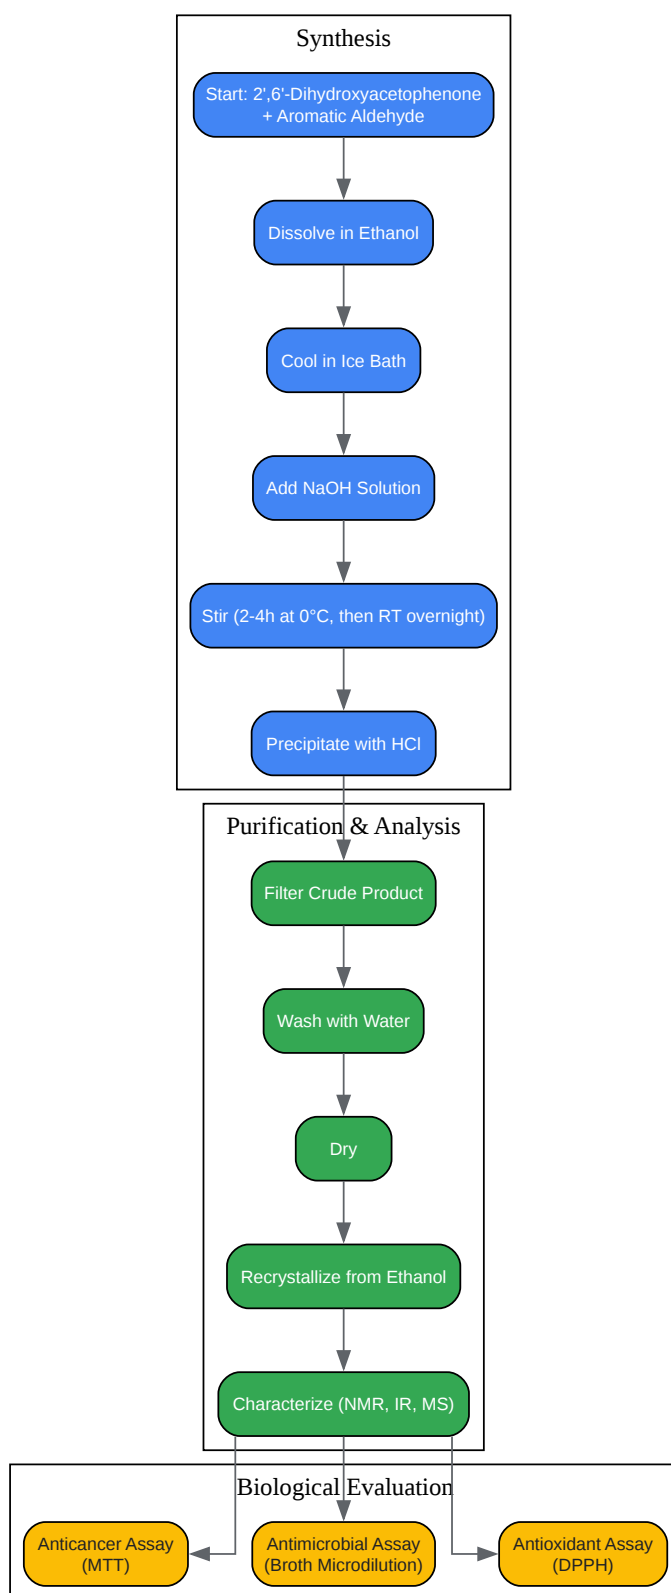 Synthesis
Start: 2',6'-Dihydroxyacetophenone
+ Aromatic Aldehyde
Dissolve in Ethanol
Cool in Ice Bath
Add NaOH Solution
Stir (2-4h at 0°C, then RT overnight)
Precipitate with HCl
Purification & Analysis
Filter Crude Product
Wash with Water
Dry
Recrystallize from Ethanol
Characterize (NMR, IR, MS)
Biological Evaluation
Anticancer Assay
(MTT)
Antimicrobial Assay
(Broth Microdilution)
Antioxidant Assay
(DPPH)